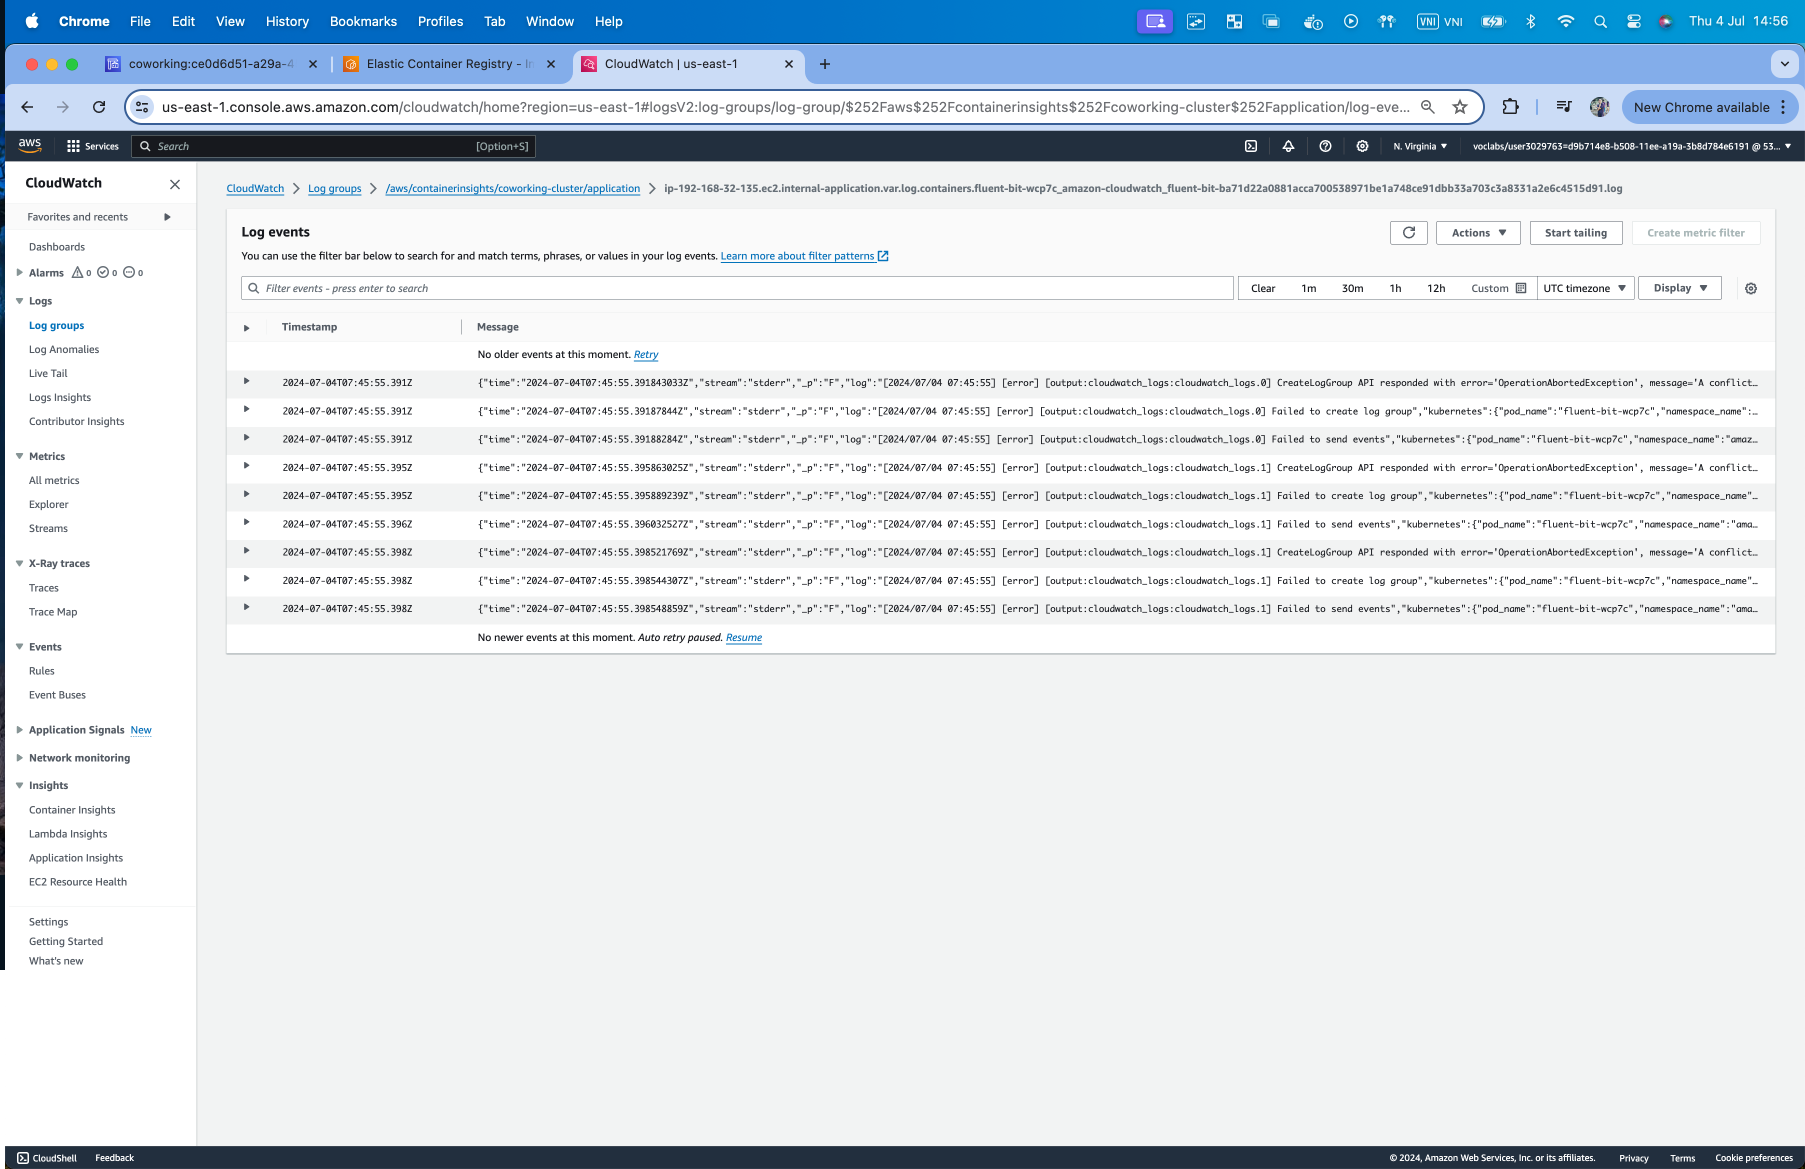 Chrome File Edit View History Bookmarks Profiles Tab Window Help VNI VNI Thu 4 Jul 14:56
coworking:ce0d6d51-a29a-4 Elastic Container Registry - In CloudWatch | us-east-1
us-east-1.console.aws.amazon.com/cloudwatch/home?region=us-east-1#logsV2:log-groups/log-group/$252Faws$252Fcontainerinsights$252Fcoworking-cluster$252Fapplication/log-eve... New Chrome available
aws Services Search [Option+S] N. Virginia voclabs/user3029763=d9b714e8-b508-11ee-a19a-3b8d784e6191 @ 53...
CloudWatch
Favorites and recents
Dashboards
Alarms 0 0 0
Logs
Log groups
Log Anomalies
Live Tail
Logs Insights
Contributor Insights
Metrics
All metrics
Explorer
Streams
X-Ray traces
Traces
Trace Map
Events
Rules
Event Buses
Application Signals New
Network monitoring
Insights
Container Insights
Lambda Insights
Application Insights
EC2 Resource Health
Settings
Getting Started
What's new
CloudWatch Log groups /aws/containerinsights/coworking-cluster/application ip-192-168-32-135.ec2.internal-application.var.log.containers.fluent-bit-wcp7c_amazon-cloudwatch_fluent-bit-ba71d22a0881acca700538971be1a748ce91dbb33a703c3a8331a2e6c4515d91.log
Log events
Actions Start tailing Create metric filter
You can use the filter bar below to search for and match terms, phrases, or values in your log events. Learn more about filter patterns
Filter events - press enter to search Clear 1m 30m 1h 12h Custom UTC timezone Display
Timestamp Message
No older events at this moment. Retry
2024-07-04T07:45:55.391Z {"time":"2024-07-04T07:45:55.391843033Z","stream":"stderr","_p":"F","log":"[2024/07/04 07:45:55] [error] [output:cloudwatch_logs:cloudwatch_logs.0] CreateLogGroup API responded with error='OperationAbortedException', message='A conflict…
2024-07-04T07:45:55.391Z {"time":"2024-07-04T07:45:55.39187844Z","stream":"stderr","_p":"F","log":"[2024/07/04 07:45:55] [error] [output:cloudwatch_logs:cloudwatch_logs.0] Failed to create log group","kubernetes":{"pod_name":"fluent-bit-wcp7c","namespace_name":…
2024-07-04T07:45:55.391Z {"time":"2024-07-04T07:45:55.39188284Z","stream":"stderr","_p":"F","log":"[2024/07/04 07:45:55] [error] [output:cloudwatch_logs:cloudwatch_logs.0] Failed to send events","kubernetes":{"pod_name":"fluent-bit-wcp7c","namespace_name":"amaz…
2024-07-04T07:45:55.395Z {"time":"2024-07-04T07:45:55.395863025Z","stream":"stderr","_p":"F","log":"[2024/07/04 07:45:55] [error] [output:cloudwatch_logs:cloudwatch_logs.1] CreateLogGroup API responded with error='OperationAbortedException', message='A conflict…
2024-07-04T07:45:55.395Z {"time":"2024-07-04T07:45:55.395889239Z","stream":"stderr","_p":"F","log":"[2024/07/04 07:45:55] [error] [output:cloudwatch_logs:cloudwatch_logs.1] Failed to create log group","kubernetes":{"pod_name":"fluent-bit-wcp7c","namespace_name"…
2024-07-04T07:45:55.396Z {"time":"2024-07-04T07:45:55.396032527Z","stream":"stderr","_p":"F","log":"[2024/07/04 07:45:55] [error] [output:cloudwatch_logs:cloudwatch_logs.1] Failed to send events","kubernetes":{"pod_name":"fluent-bit-wcp7c","namespace_name":"ama…
2024-07-04T07:45:55.398Z {"time":"2024-07-04T07:45:55.398521769Z","stream":"stderr","_p":"F","log":"[2024/07/04 07:45:55] [error] [output:cloudwatch_logs:cloudwatch_logs.1] CreateLogGroup API responded with error='OperationAbortedException', message='A conflict…
2024-07-04T07:45:55.398Z {"time":"2024-07-04T07:45:55.398544307Z","stream":"stderr","_p":"F","log":"[2024/07/04 07:45:55] [error] [output:cloudwatch_logs:cloudwatch_logs.1] Failed to create log group","kubernetes":{"pod_name":"fluent-bit-wcp7c","namespace_name"…
2024-07-04T07:45:55.398Z {"time":"2024-07-04T07:45:55.398548859Z","stream":"stderr","_p":"F","log":"[2024/07/04 07:45:55] [error] [output:cloudwatch_logs:cloudwatch_logs.1] Failed to send events","kubernetes":{"pod_name":"fluent-bit-wcp7c","namespace_name":"ama…
No newer events at this moment. Auto retry paused. Resume
CloudShell Feedback © 2024, Amazon Web Services, Inc. or its affiliates. Privacy Terms Cookie preferences